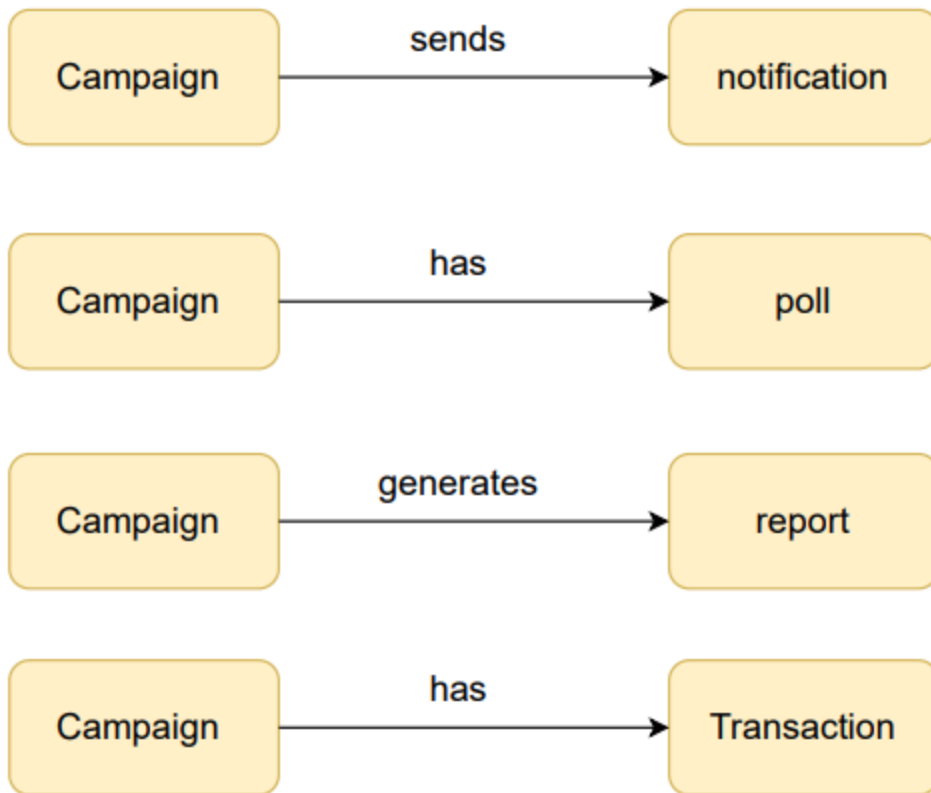 sends
Campaign
notification
has
Campaign
poll
generates
Campaign
report
has
Campaign
Transaction